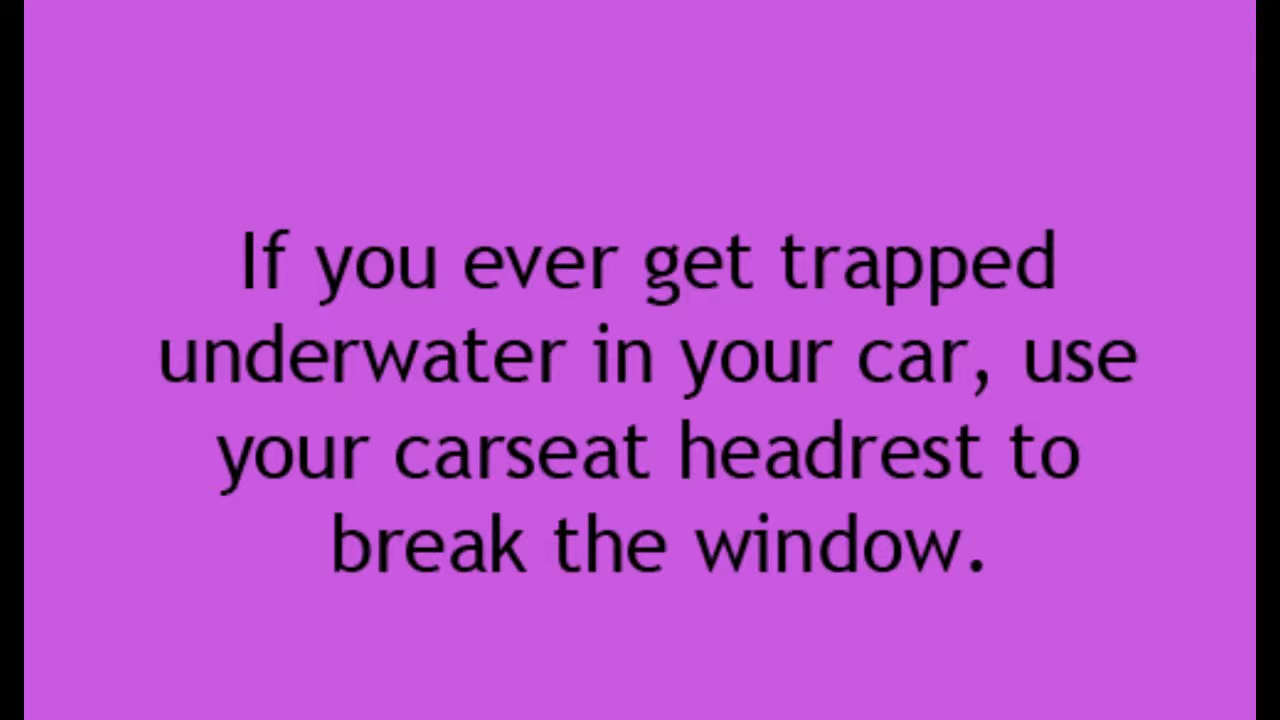 If you ever get trapped
underwater in your car, use
your carseat headrest to
break the window.